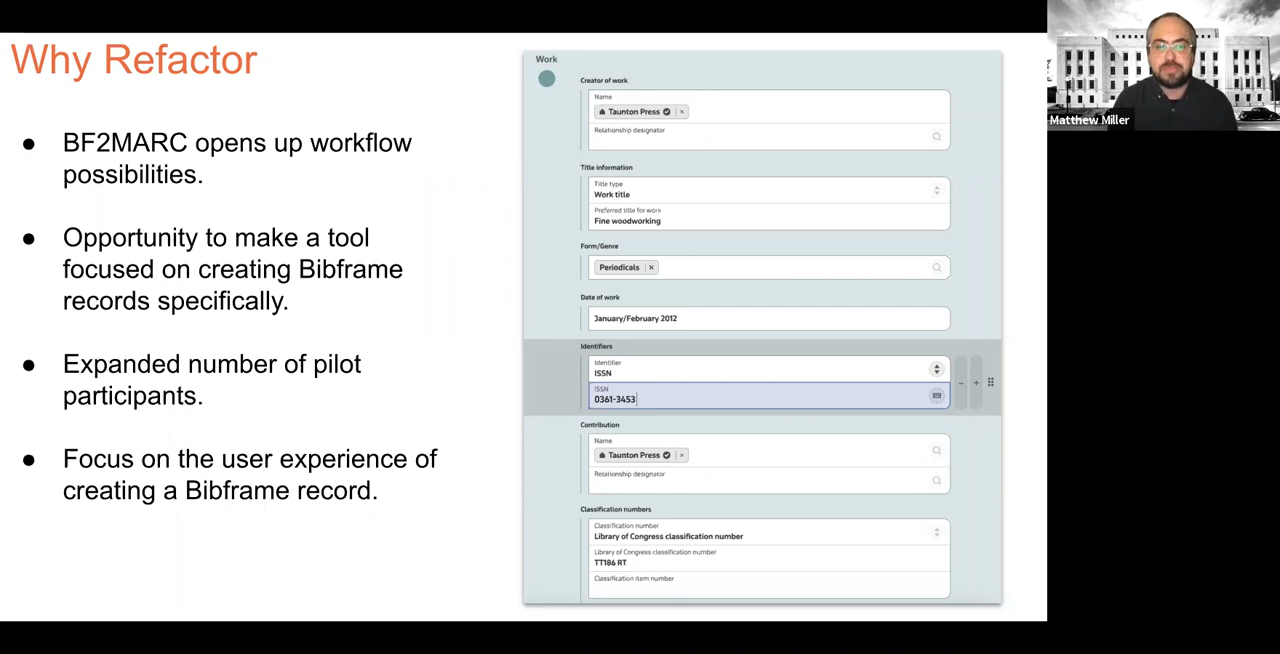 Why Refactor
BF2MARC opens up workflow
possibilities.
Opportunity to make a tool
focused on creating Bibframe
records specifically.
Expanded number of pilot
participants.
Focus on the user experience of
creating a Bibframe record.
Work
Creator of work
Name
Taunton Press
Relationship designator
Title information
Title type
Work title
Preferred title for work
Fine woodworking
Form/Genre
Periodicals
Date of work
January/February 2012
Identifiers
Identifier
ISSN
ISSN
0361-3453
Contribution
Name
Taunton Press
Relationship designator
Classification numbers
Classification number
Library of Congress classification number
Library of Congress classification number
TT186 RT
Classification item number
Matthew Miller